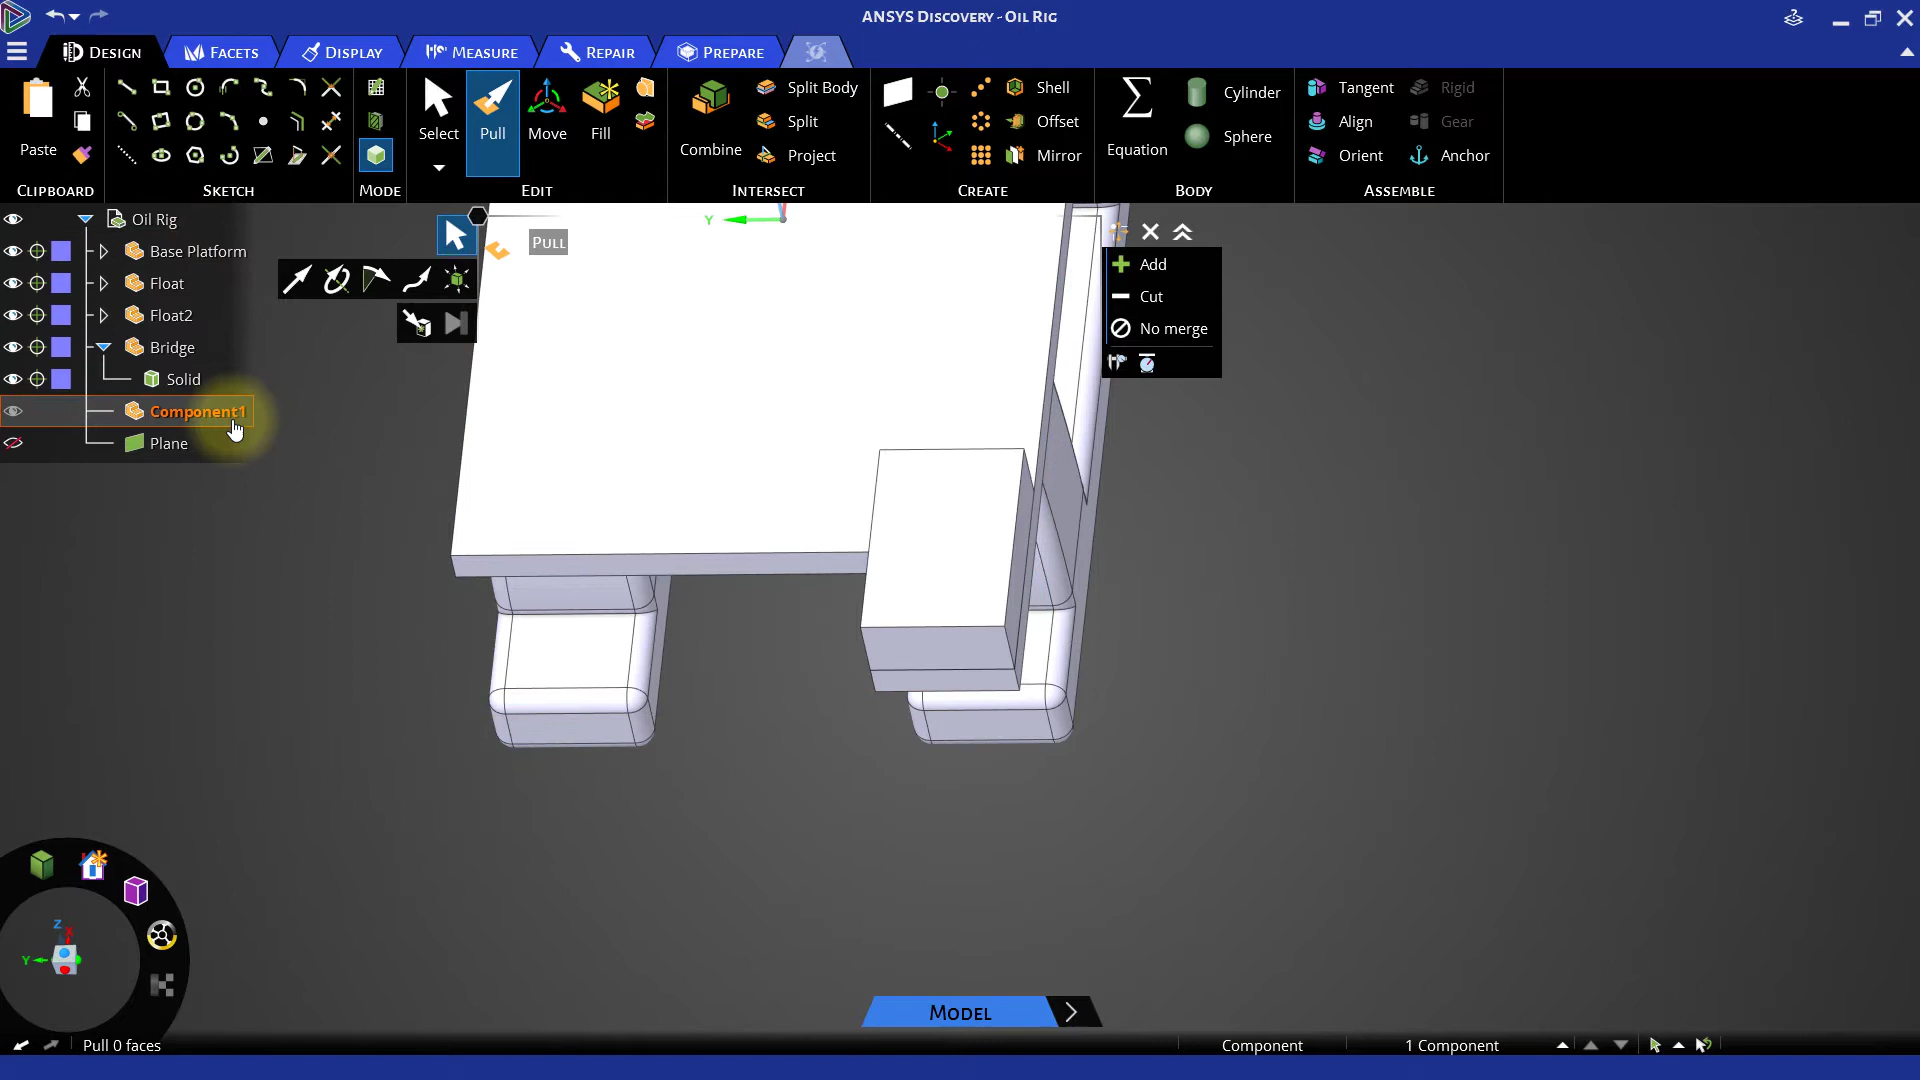 ANSYS Discovery - Oil Rig
Design Facets Display Measure Repair Prepare
Paste Select Pull Move Fill Combine Split Body Split Project Shell Offset Mirror Equation Cylinder Sphere Tangent Align Orient Rigid Gear Anchor
Clipboard Sketch Mode Edit Intersect Create Body Assemble
Oil Rig
Base Platform
Float
Float2
Bridge
Solid
Component1
Plane
Y
Pull
Add
Cut
No merge
Z X
Y
Model
Pull 0 faces Component 1 Component